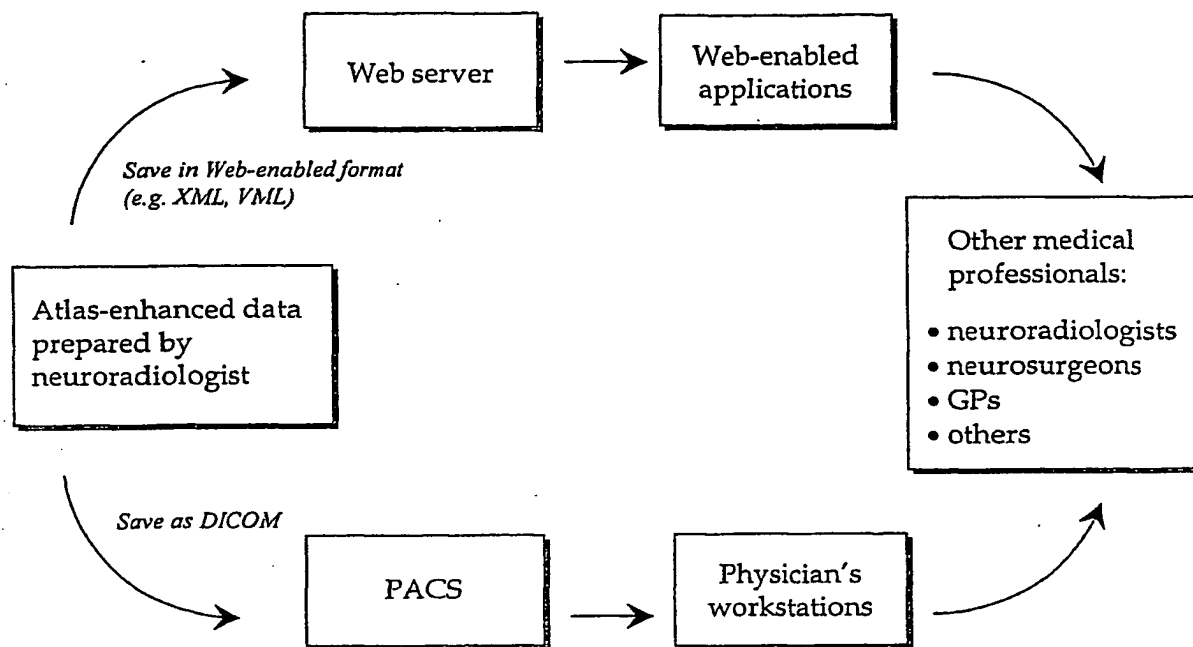 Web server
Web-enabled
applications
Save in Web-enabled format
(e.g. XML, VML)
Atlas-enhanced data
prepared by
neuroradiologist
Other medical
professionals:
• neuroradiologists
• neurosurgeons
• GPs
• others
Save as DICOM
PACS
Physician's
workstations